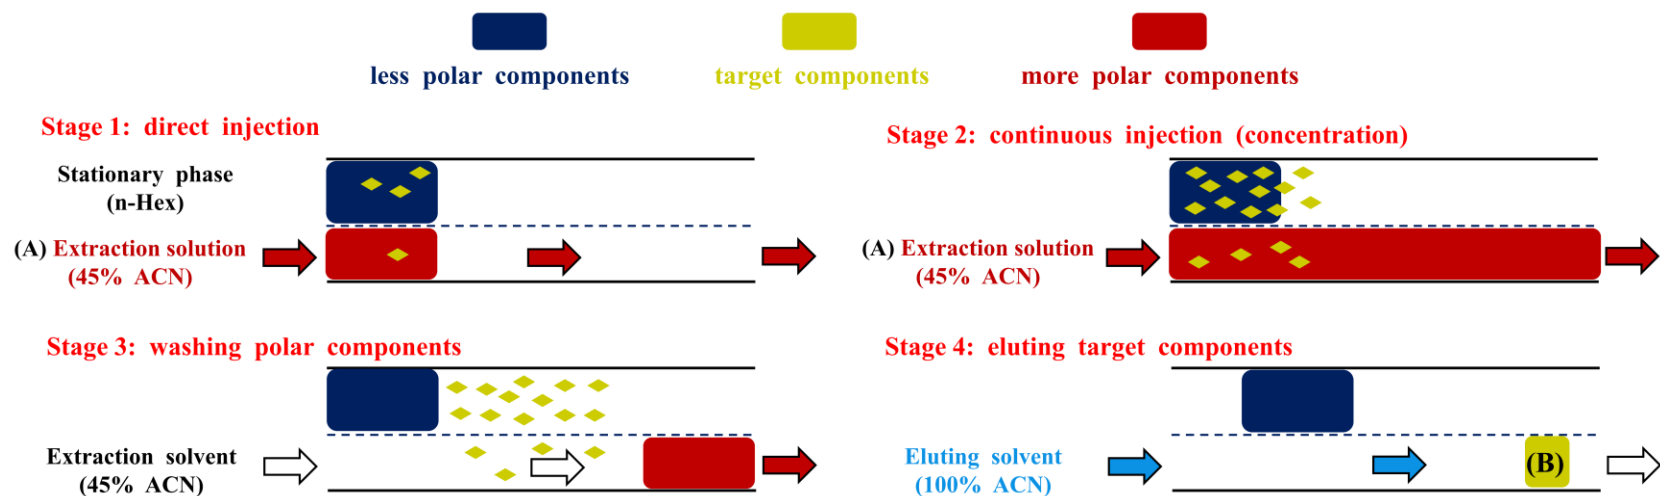 less polar components
target components
more polar components
Stage 1: direct injection
Stationary phase
(n-Hex)
(A) Extraction solution
(45% ACN)
Stage 2: continuous injection (concentration)
(A) Extraction solution
(45% ACN)
Stage 3: washing polar components
Extraction solvent
(45% ACN)
Stage 4: eluting target components
Eluting solvent
(100% ACN)
(B)